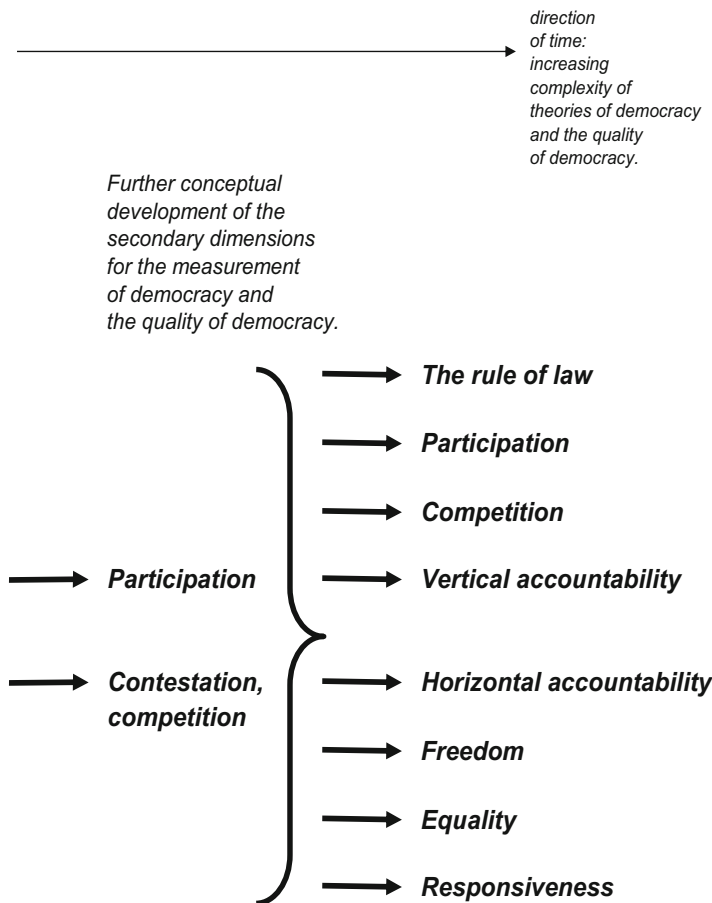 direction
of time:
increasing
complexity of
theories of democracy
and the quality
of democracy.
Further conceptual
development of the
secondary dimensions
for the measurement
of democracy and
the quality of democracy.
Participation
Contestation,
competition
The rule of law
Participation
Competition
Vertical accountability
Horizontal accountability
Freedom
Equality
Responsiveness